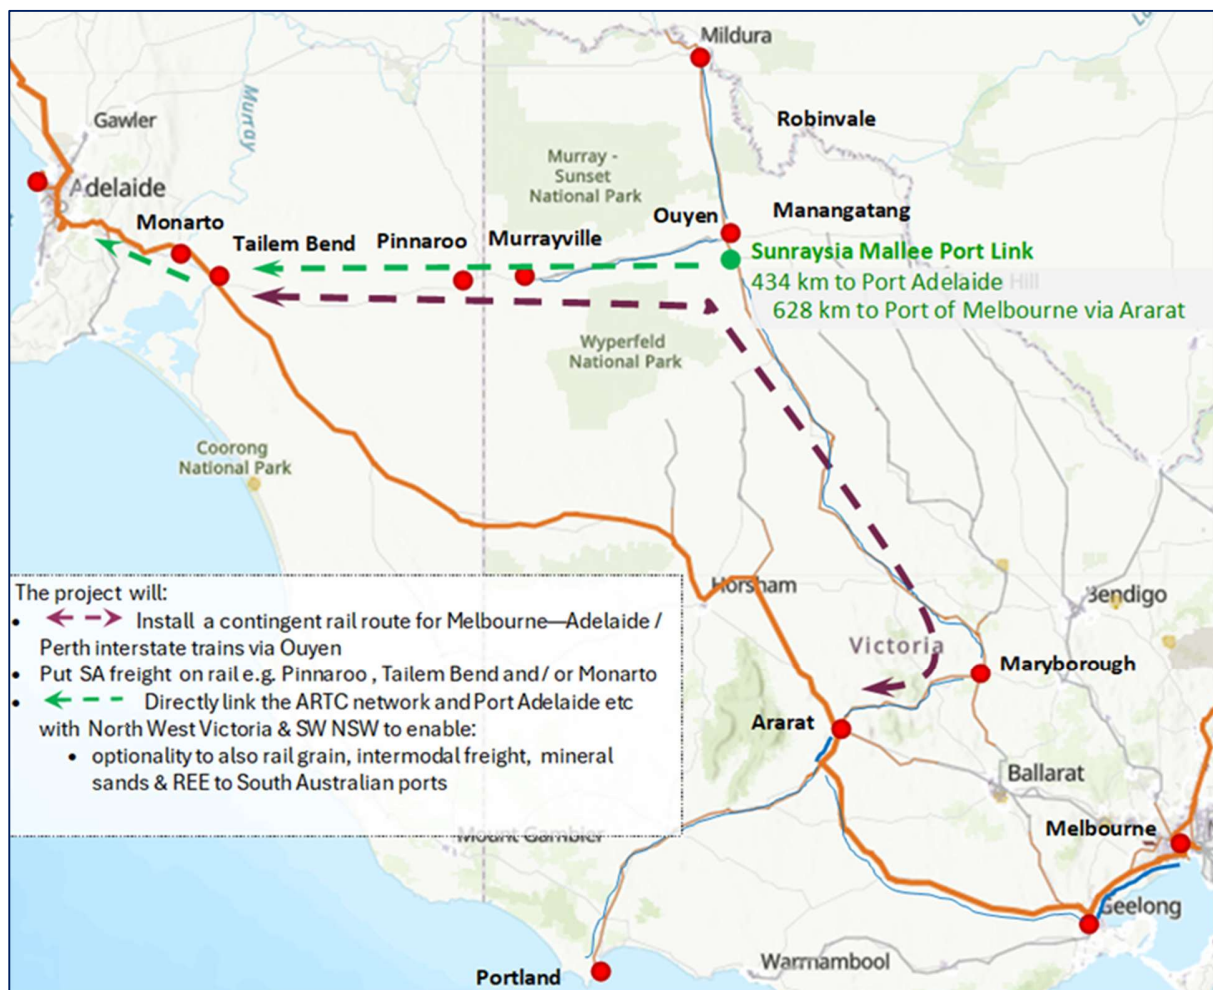 Mildura
Robinvale
Gawler
Murray
Murray -
Sunset
National Park
Adelaide
Monarto
Ouyen
Manangatang
Tailem Bend
Pinnaroo
Murrayville
Sunraysia Mallee Port Link
434 km to Port Adelaide
Hill
628 km to Port of Melbourne via Ararat
Wyperfeld
National Park
Coorong
National Park
Horsham
Bendigo
Victoria
Maryborough
Ararat
Ballarat
Melbourne
Geelong
Warrnambool
Portland
Mount Gambier
The project will:
• Install a contingent rail route for Melbourne—Adelaide /
Perth interstate trains via Ouyen
• Put SA freight on rail e.g. Pinnaroo , Tailem Bend and / or Monarto
• Directly link the ARTC network and Port Adelaide etc
with North West Victoria & SW NSW to enable:
• optionality to also rail grain, intermodal freight, mineral
sands & REE to South Australian ports